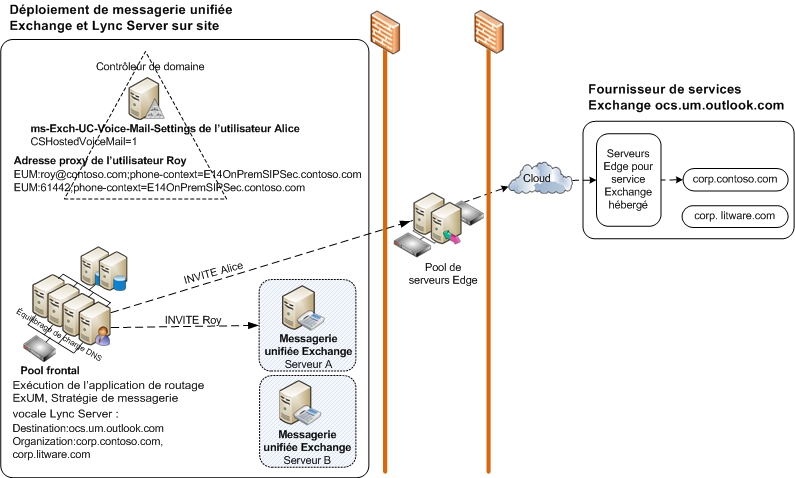 Déploiement de messagerie unifiée
Exchange et Lync Server sur site
Contrôleur de domaine
ms-Exch-UC-Voice-Mail-Settings de l'utilisateur Alice
CSHostedVoiceMail=1
Adresse proxy de l'utilisateur Roy
EUM:roy@contoso.com;phone-context=E14OnPremSIPSec.contoso.com
EUM:61442;phone-context=E14OnPremSIPSec.contoso.com
Équilibrage de charge DNS
Pool frontal
Exécution de l'application de routage
ExUM, Stratégie de messagerie
vocale Lync Server :
Destination:ocs.um.outlook.com
Organization:corp.contoso.com,
corp.litware.com
INVITE Alice
INVITE Roy
Messagerie
unifiée Exchange
Serveur A
Messagerie
unifiée Exchange
Serveur B
Pool de
serveurs Edge
Cloud
Fournisseur de services
Exchange ocs.um.outlook.com
Serveurs
Edge pour
service
Exchange
hébergé
corp.contoso.com
corp. litware.com